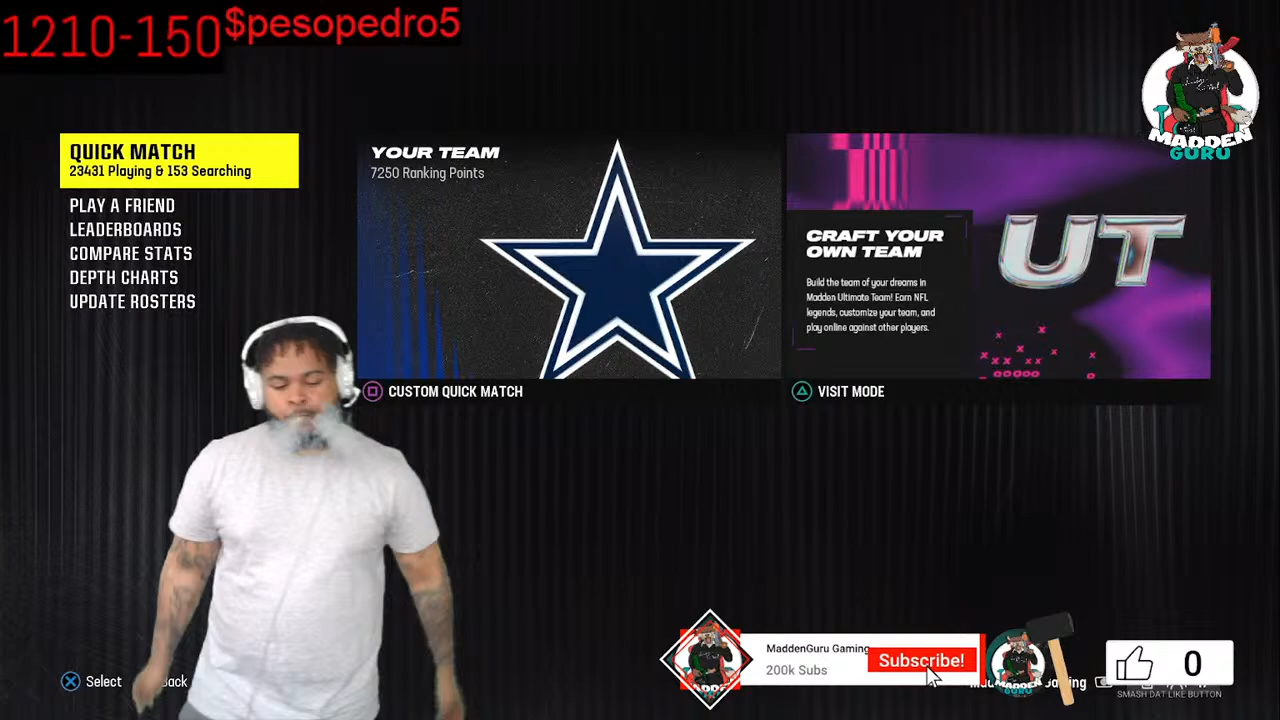 1210-150
$pesopedro5
MADDEN
GURU
QUICK MATCH
23431 Playing & 153 Searching
PLAY A FRIEND
LEADERBOARDS
COMPARE STATS
DEPTH CHARTS
UPDATE ROSTERS
YOUR TEAM
7250 Ranking Points
CUSTOM QUICK MATCH
CRAFT YOUR
OWN TEAM
Build the team of your dreams in
Madden Ultimate Team! Earn NFL
legends, customize your team, and
play online against other players.
UT
VISIT MODE
Select
MaddenGuru Gaming
200k Subs
Subscribe!
0
SMASH DAT LIKE BUTTON